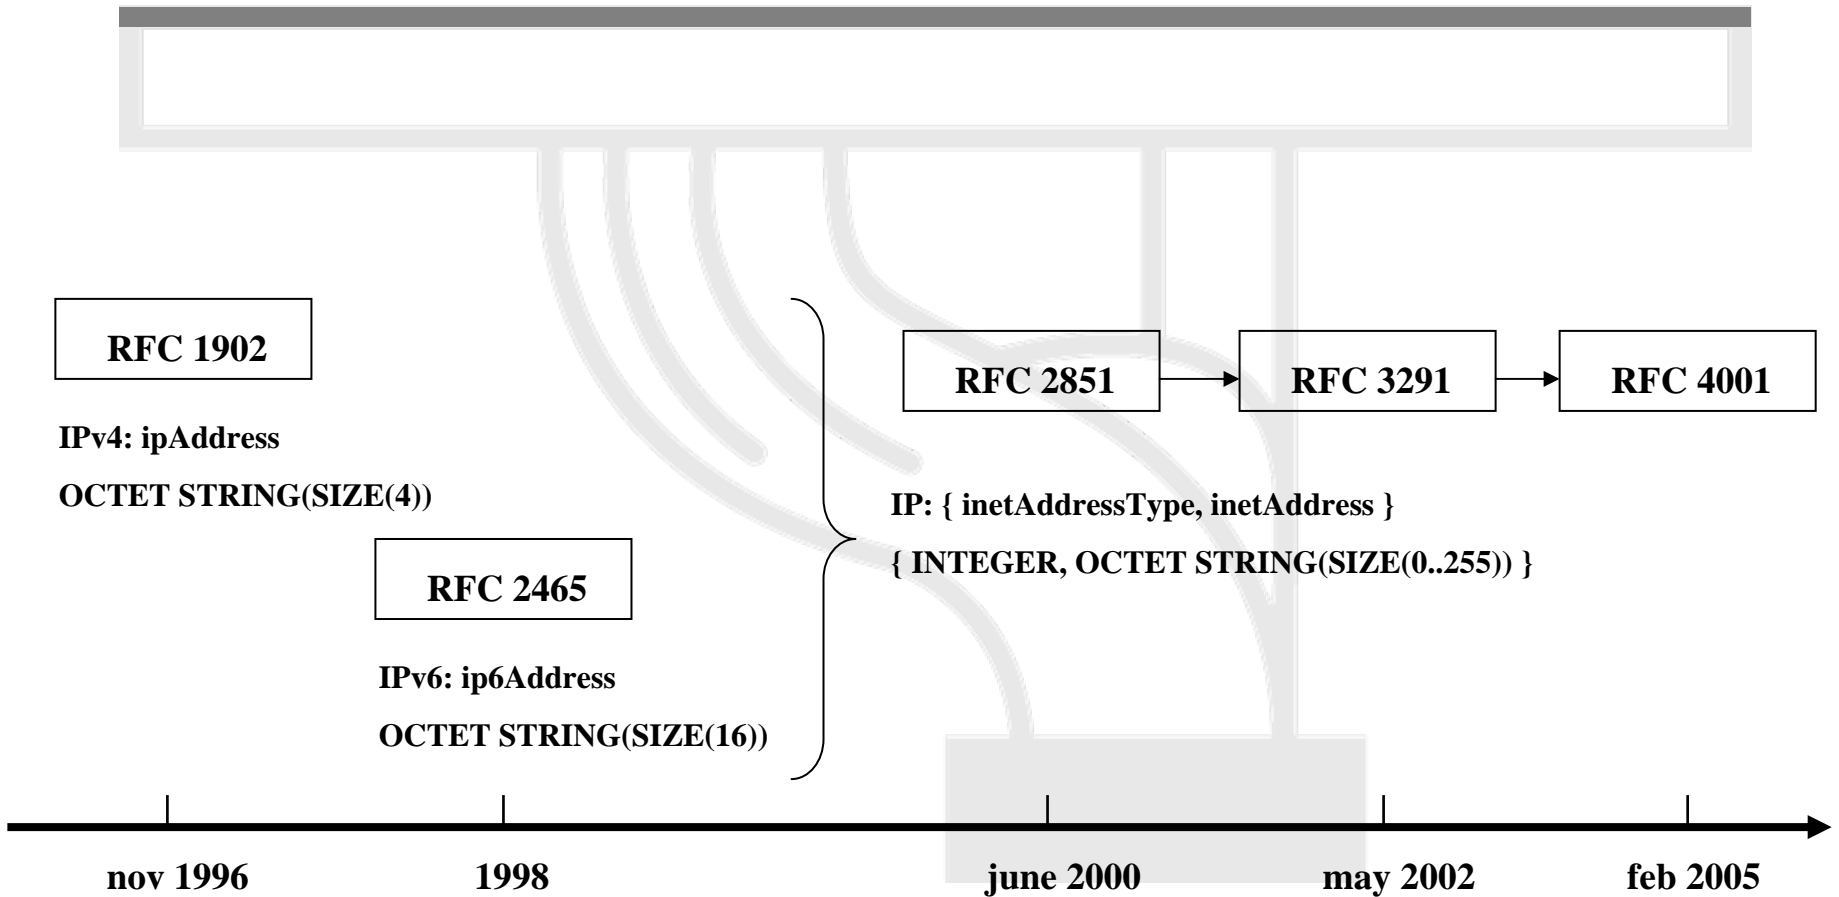 RFC 1902
IPv4: ipAddress
OCTET STRING(SIZE(4))
RFC 2465
IPv6: ip6Address
OCTET STRING(SIZE(16))
RFC 2851
RFC 3291
RFC 4001
IP: { inetAddressType, inetAddress }
{ INTEGER, OCTET STRING(SIZE(0..255)) }
nov 1996
1998
june 2000
may 2002
feb 2005